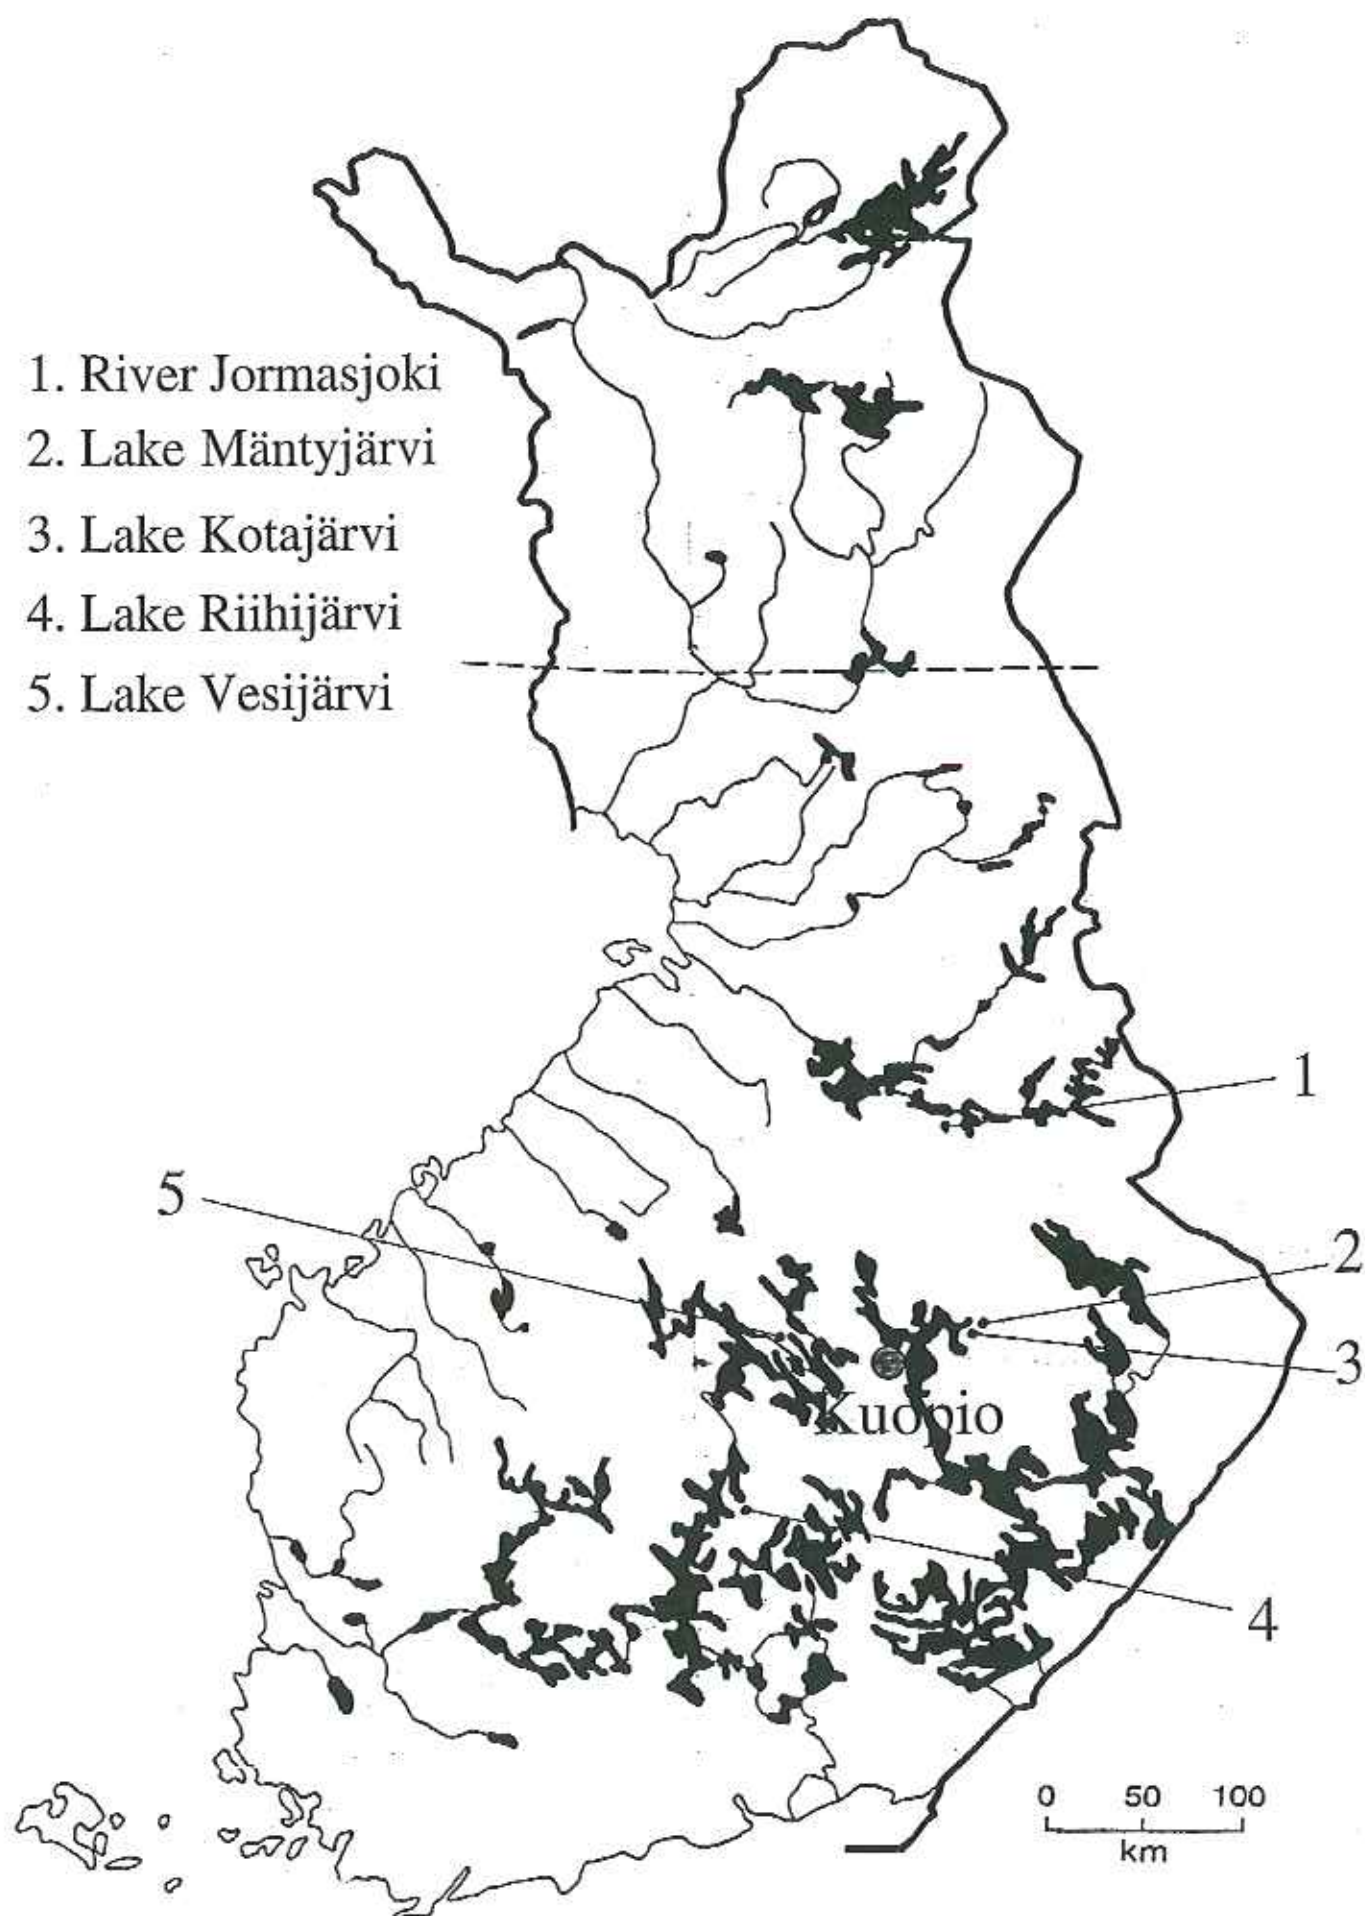 1. River Jormasjoki
2. Lake Mäntyjärvi
3. Lake Kotajärvi
4. Lake Riihijärvi
5. Lake Vesijärvi
1
5
2
3
Kuopio
4
0 50 100
km